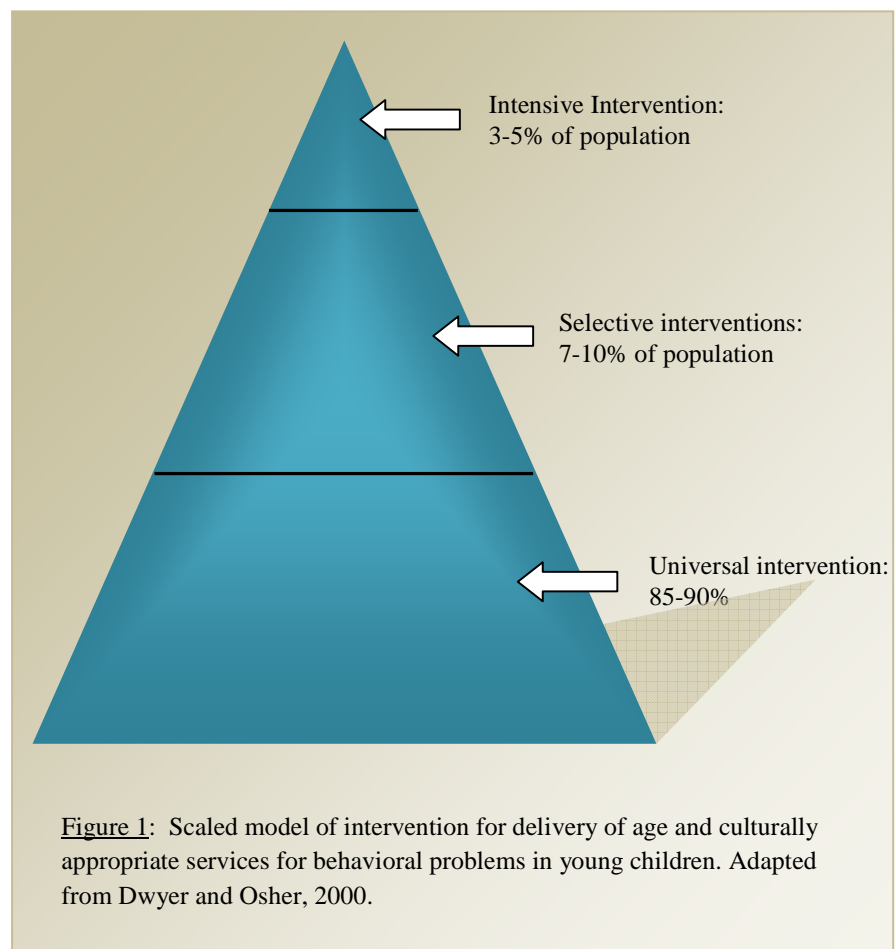 Intensive Intervention:
3-5% of population
Selective interventions:
7-10% of population
Universal intervention:
85-90%
Figure 1:  Scaled model of intervention for delivery of age and culturally
appropriate services for behavioral problems in young children. Adapted
from Dwyer and Osher, 2000.